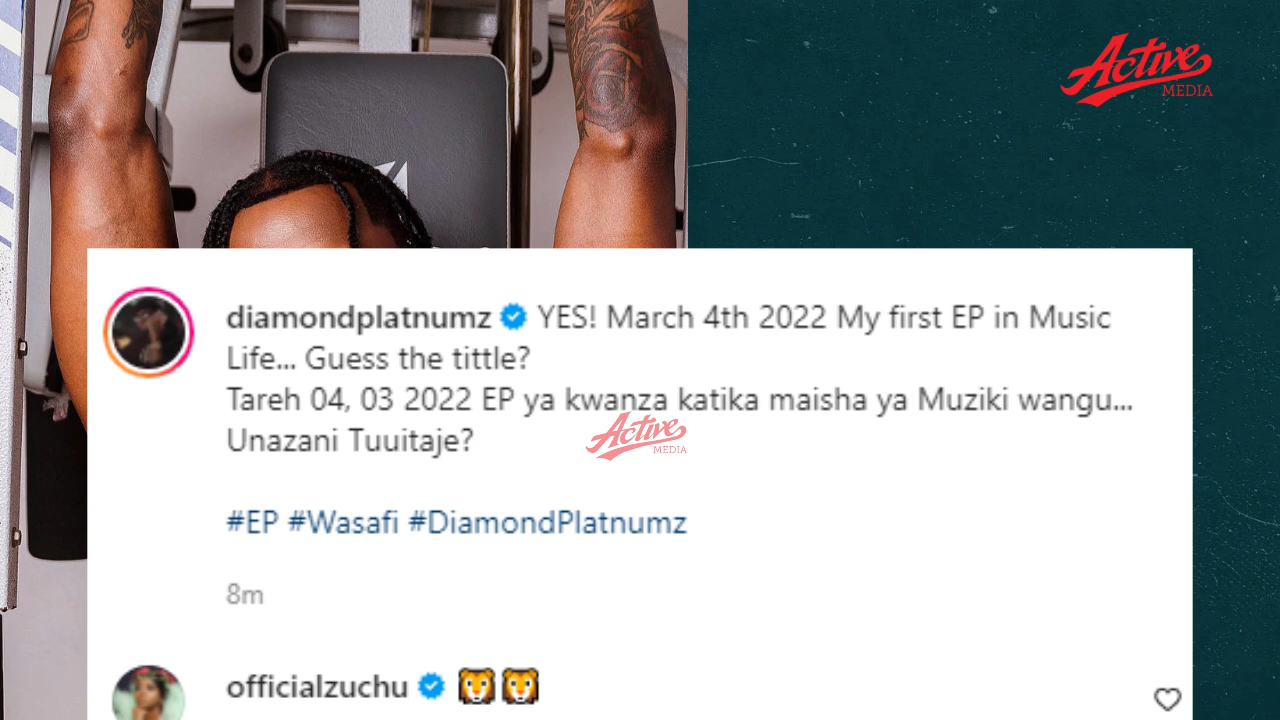 Active
MEDIA
diamondplatnumz YES! March 4th 2022 My first EP in Music
Life... Guess the tittle?
Tareh 04, 03 2022 EP ya kwanza katika maisha ya Muziki wangu...
Unazani Tuuitaje?
Active
MEDIA
#EP #Wasafi #DiamondPlatnumz
8m
officialzuchu 🦁🦁